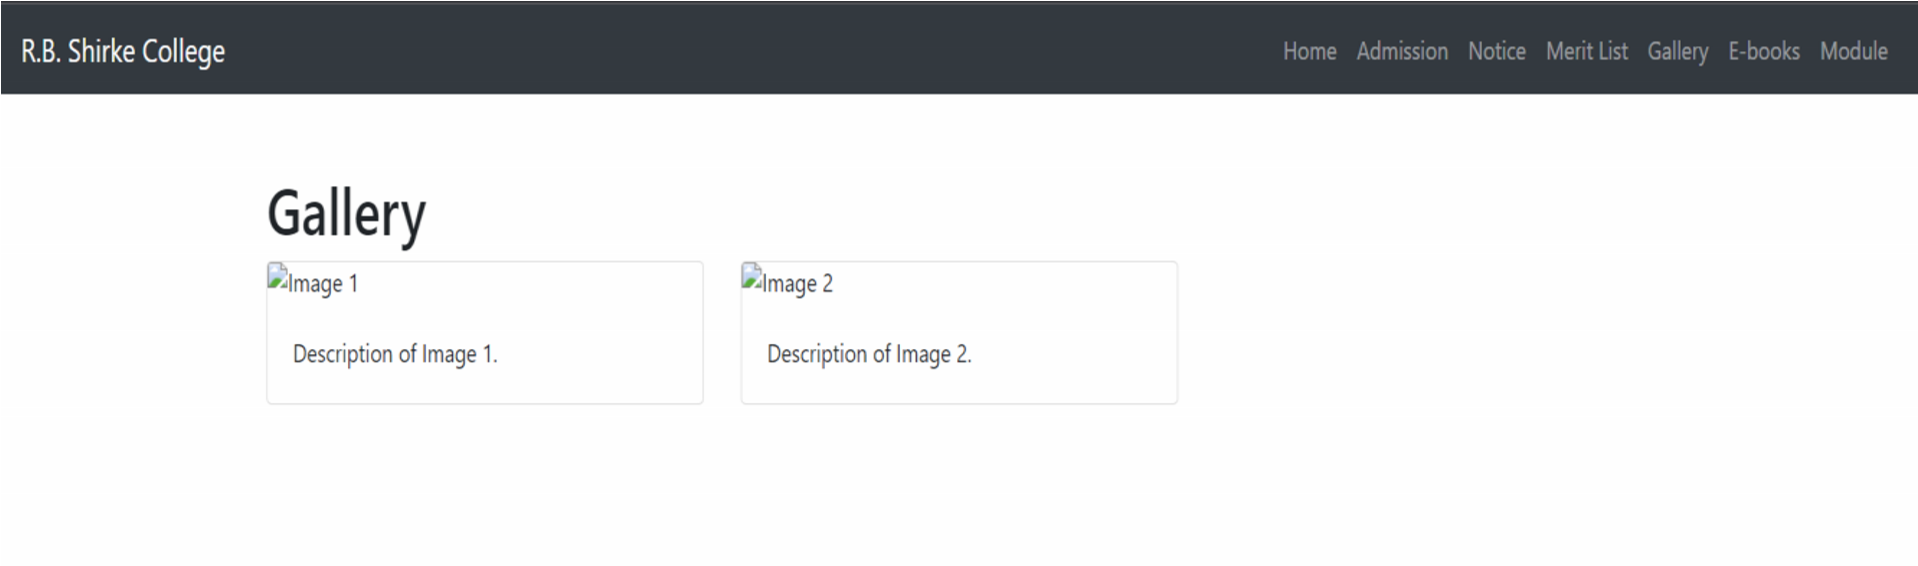 R.B. Shirke College Home Admission Notice Merit List Gallery E-books Module
Gallery
Image 1 Image 2
Description of Image 1. Description of Image 2.